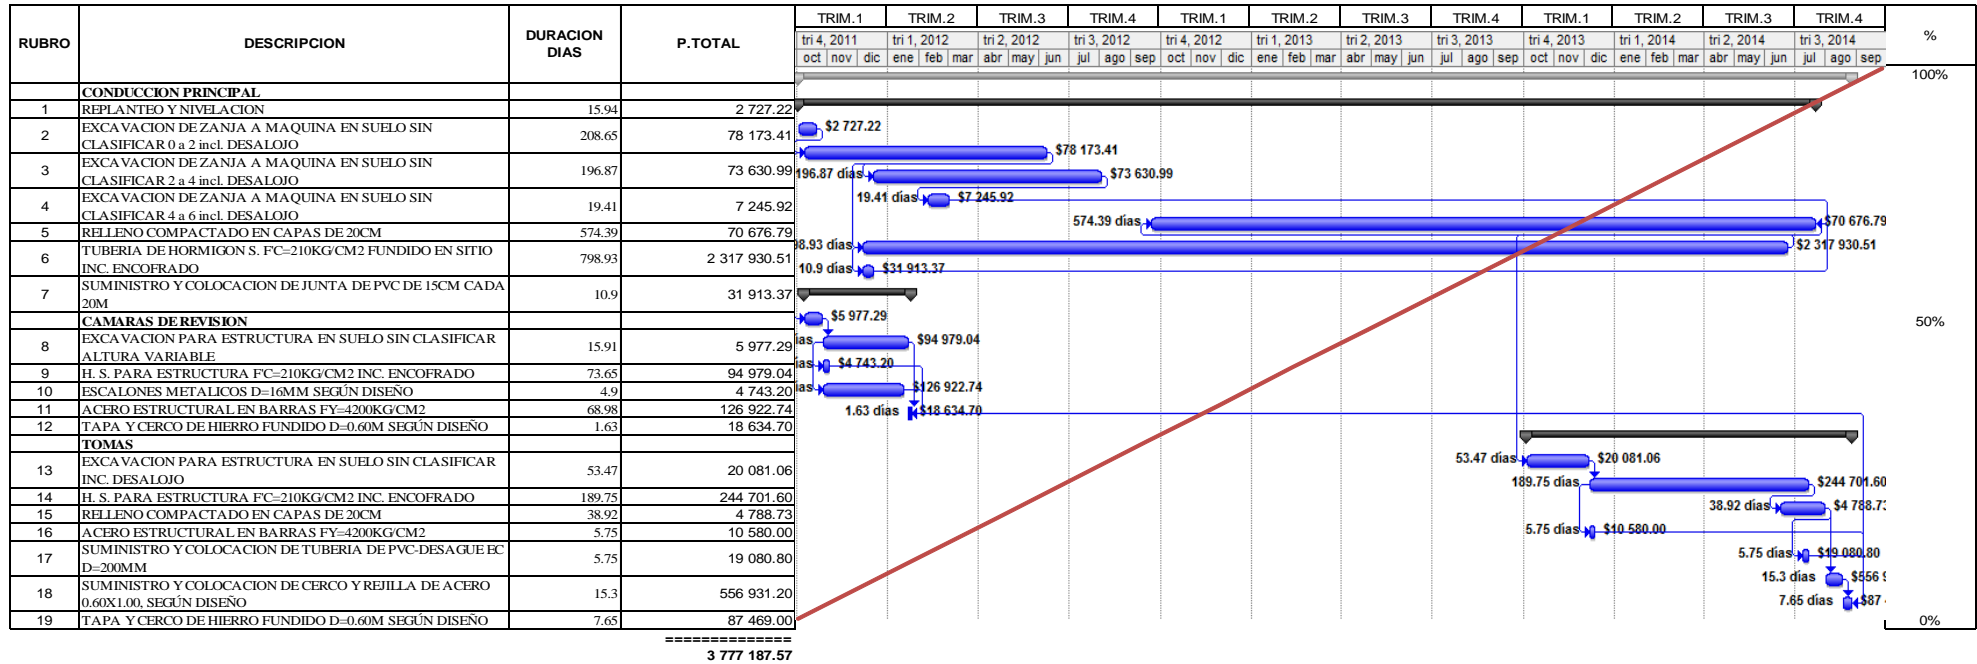 TRIM.1 TRIM.2 TRIM.3 TRIM.4 TRIM.1 TRIM.2 TRIM.3 TRIM.4 TRIM.1 TRIM.2 TRIM.3 TRIM.4
RUBRO DESCRIPCION DURACION DIAS P.TOTAL %
tri 4, 2011 tri 1, 2012 tri 2, 2012 tri 3, 2012 tri 4, 2012 tri 1, 2013 tri 2, 2013 tri 3, 2013 tri 4, 2013 tri 1, 2014 tri 2, 2014 tri 3, 2014
oct nov dic ene feb mar abr may jun jul ago sep oct nov dic ene feb mar abr may jun jul ago sep oct nov dic ene feb mar abr may jun jul ago sep
100%
CONDUCCION PRINCIPAL
1 REPLANTEO Y NIVELACION 15.94 2 727.22
2 EXCAVACION DE ZANJA A MAQUINA EN SUELO SIN
CLASIFICAR 0 a 2 incl. DESALOJO 208.65 78 173.41
3 EXCAVACION DE ZANJA A MAQUINA EN SUELO SIN
CLASIFICAR 2 a 4 incl. DESALOJO 196.87 73 630.99
4 EXCAVACION DE ZANJA A MAQUINA EN SUELO SIN
CLASIFICAR 4 a 6 incl. DESALOJO 19.41 7 245.92
5 RELLENO COMPACTADO EN CAPAS DE 20CM 574.39 70 676.79
6 TUBERIA DE HORMIGON S. F'C=210KG/CM2 FUNDIDO EN SITIO
INC. ENCOFRADO 798.93 2 317 930.51
7 SUMINISTRO Y COLOCACION DE JUNTA DE PVC DE 15CM CADA
20M 10.9 31 913.37
CAMARAS DE REVISION
8 EXCAVACION PARA ESTRUCTURA EN SUELO SIN CLASIFICAR
ALTURA VARIABLE 15.91 5 977.29
9 H. S. PARA ESTRUCTURA F'C=210KG/CM2 INC. ENCOFRADO 73.65 94 979.04
10 ESCALONES METALICOS D=16MM SEGÚN DISEÑO 4.9 4 743.20
11 ACERO ESTRUCTURAL EN BARRAS FY=4200KG/CM2 68.98 126 922.74
12 TAPA Y CERCO DE HIERRO FUNDIDO D=0.60M SEGÚN DISEÑO 1.63 18 634.70
TOMAS
13 EXCAVACION PARA ESTRUCTURA EN SUELO SIN CLASIFICAR
INC. DESALOJO 53.47 20 081.06
14 H. S. PARA ESTRUCTURA F'C=210KG/CM2 INC. ENCOFRADO 189.75 244 701.60
15 RELLENO COMPACTADO EN CAPAS DE 20CM 38.92 4 788.73
16 ACERO ESTRUCTURAL EN BARRAS FY=4200KG/CM2 5.75 10 580.00
17 SUMINISTRO Y COLOCACION DE TUBERIA DE PVC-DESAGUE EC
D=200MM 5.75 19 080.80
18 SUMINISTRO Y COLOCACION DE CERCO Y REJILLA DE ACERO
0.60X1.00, SEGÚN DISEÑO 15.3 556 931.20
19 TAPA Y CERCO DE HIERRO FUNDIDO D=0.60M SEGÚN DISEÑO 7.65 87 469.00
==============
3 777 187.57
$2 727.22
$78 173.41
196.87 días $73 630.99
19.41 días $7 245.92
574.39 días $70 676.79
98.93 días $2 317 930.51
10.9 días $31 913.37
$5 977.29
ías $94 979.04
ías $4 743.20
ías $126 922.74
1.63 días $18 634.70
53.47 días $20 081.06
189.75 días $244 701.60
38.92 días $4 788.73
5.75 días $10 580.00
5.75 días $19 080.80
15.3 días $556 9
7.65 días $87
50%
0%